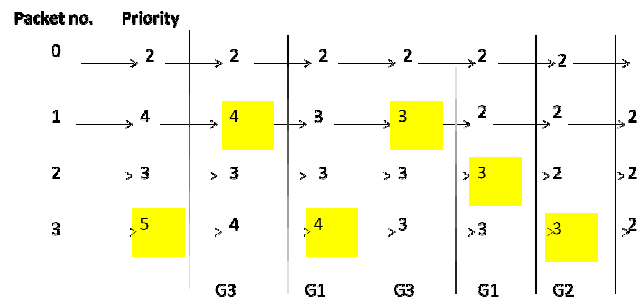 Packet no. Priority
0 2 2 2 2 2 2
1 4 4 3 3 2 2 2
2 3 3 3 3 3 2 2
3 5 4 4 3 3 3 2
G3 G1 G3 G1 G2